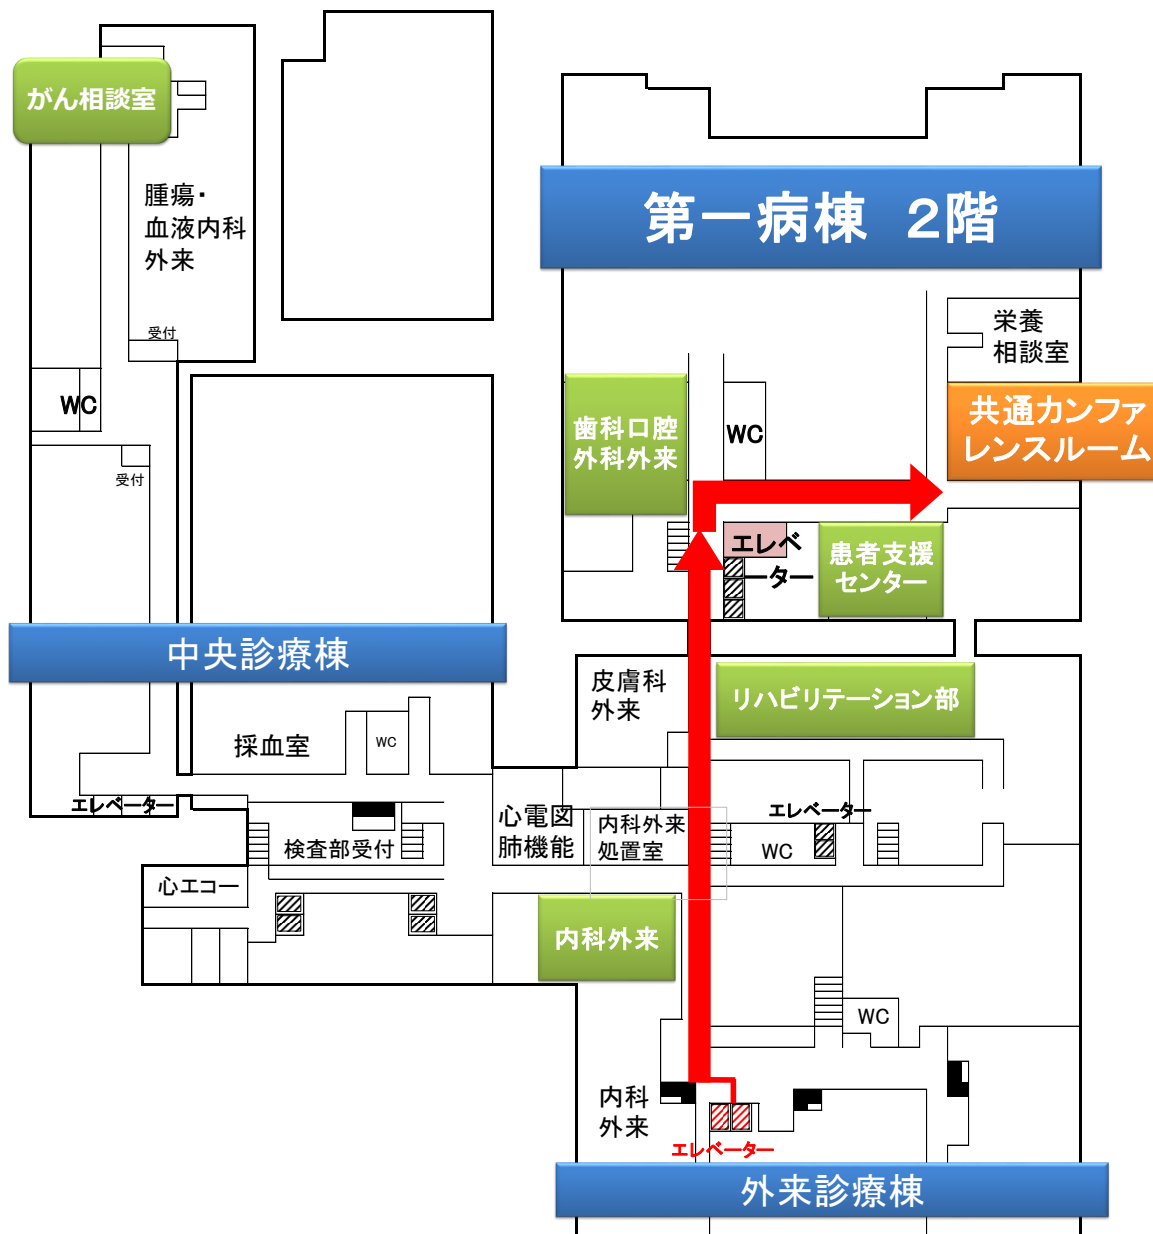 がん相談室
腫瘍・
血液内科
外来
受付
WC
受付
第一病棟　２階
栄養
相談室
共通カンファ
レンスルーム
歯科口腔
外科外来
WC
エレベ
ーター
患者支援
センター
中央診療棟
皮膚科
外来
リハビリテーション部
採血室
WC
エレベーター
検査部受付
心電図
肺機能
内科外来
処置室
エレベーター
WC
心エコー
内科外来
WC
内科
外来
エレベーター
外来診療棟